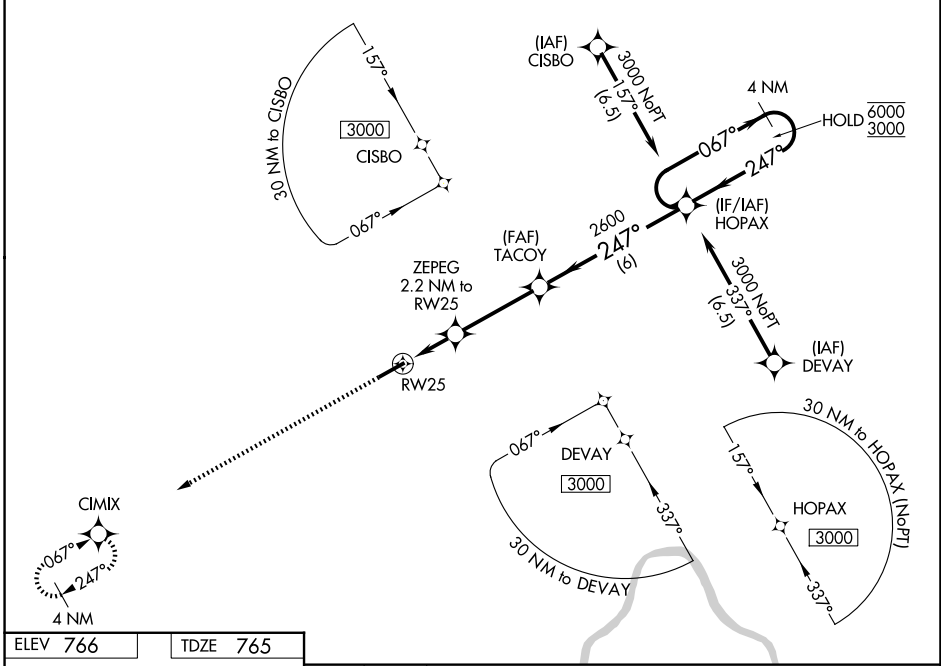 (IAF)
CISBO
3000 NoPT
157°
(6.5)
4 NM
HOLD 6000
3000
067°
247°
30 NM to CISBO
157°
3000
CISBO
067°
(IF/IAF)
HOPAX
2600
247°
(6)
(FAF)
TACOY
ZEPEG
2.2 NM to
RW25
RW25
3000 NoPT
337°
(6.5)
(IAF)
DEVAY
067°
DEVAY
3000
337°
30 NM to DEVAY
30 NM to HOPAX (NoPT)
157°
HOPAX
3000
337°
CIMIX
067°
247°
4 NM
ELEV 766
TDZE 765